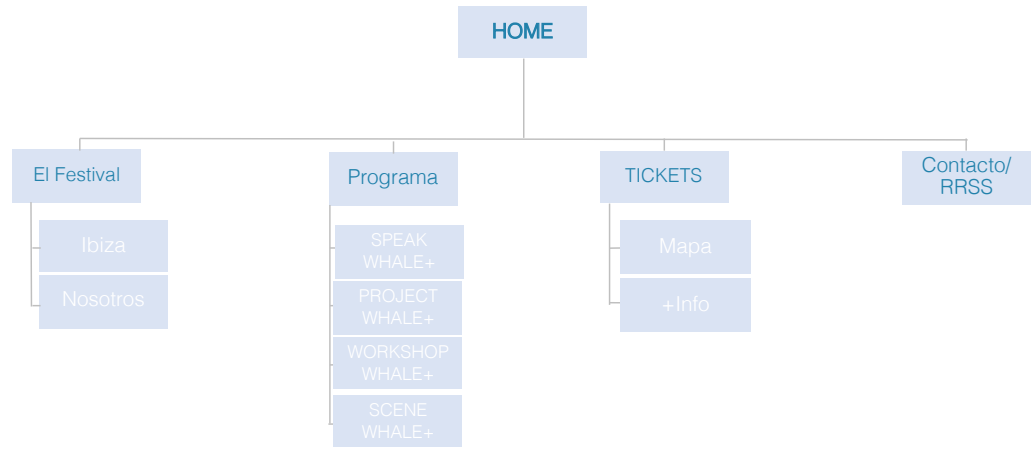 HOME
El Festival
Ibiza
Nosotros
Programa
SPEAK
WHALE+
PROJECT
WHALE+
WORKSHOP
WHALE+
SCENE
WHALE+
TICKETS
Mapa
+Info
Contacto/
RRSS